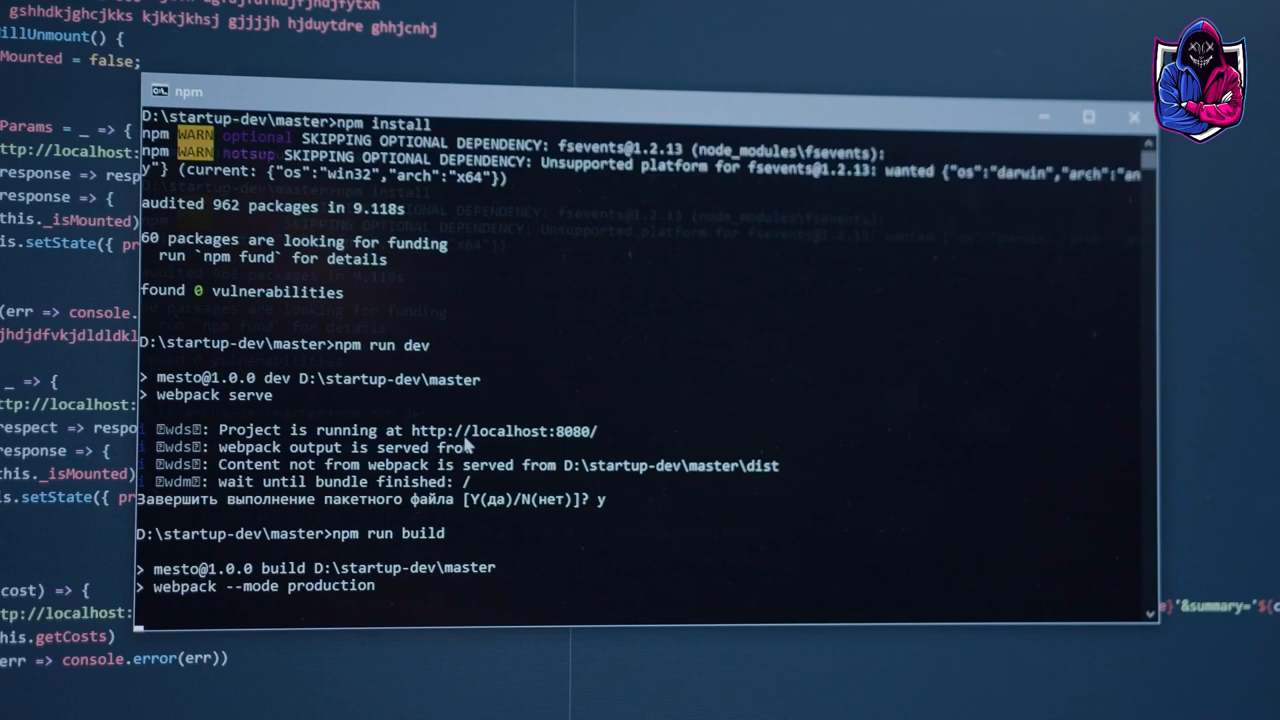 gshhdkjghcjkks kjkkjkhsj gjjjjh hjduytdre ghhjcnhj
illUnmount() {
Mounted = false;
npm
D:\startup-dev\master>npm install
Params = _ => {
npm WARN optional SKIPPING OPTIONAL DEPENDENCY: fsevents@1.2.13 (node_modules\fsevents):
ttp://localhost:
npm WARN notsup SKIPPING OPTIONAL DEPENDENCY: Unsupported platform for fsevents@1.2.13: wanted {"os":"darwin","arch":"an
response => resp
y"} (current: {"os":"win32","arch":"x64"})
response = {
audited 962 packages in 9.118s
this._isMounted)
is.setState({ pr
60 packages are looking for funding
run `npm fund` for details
found 0 vulnerabilities
(err => console.
jhdjdfvkjdldldkl
D:\startup-dev\master>npm run dev
_ => {
> mesto@1.0.0 dev D:\startup-dev\master
> webpack serve
ttp://localhost:
respect => respo
i ｢wds｣: Project is running at http://localhost:8080/
response = {
i ｢wds｣: webpack output is served from
this._isMounted)
i ｢wds｣: Content not from webpack is served from D:\startup-dev\master\dist
i ｢wdm｣: wait until bundle finished: /
is.setState({ pr
Завершить выполнение пакетного файла [Y(да)/N(нет)]? y
D:\startup-dev\master>npm run build
> mesto@1.0.0 build D:\startup-dev\master
> webpack --mode production
cost) => {
ttp://localhost:
}'&summary='${c
his.getCosts)
err => console.error(err))